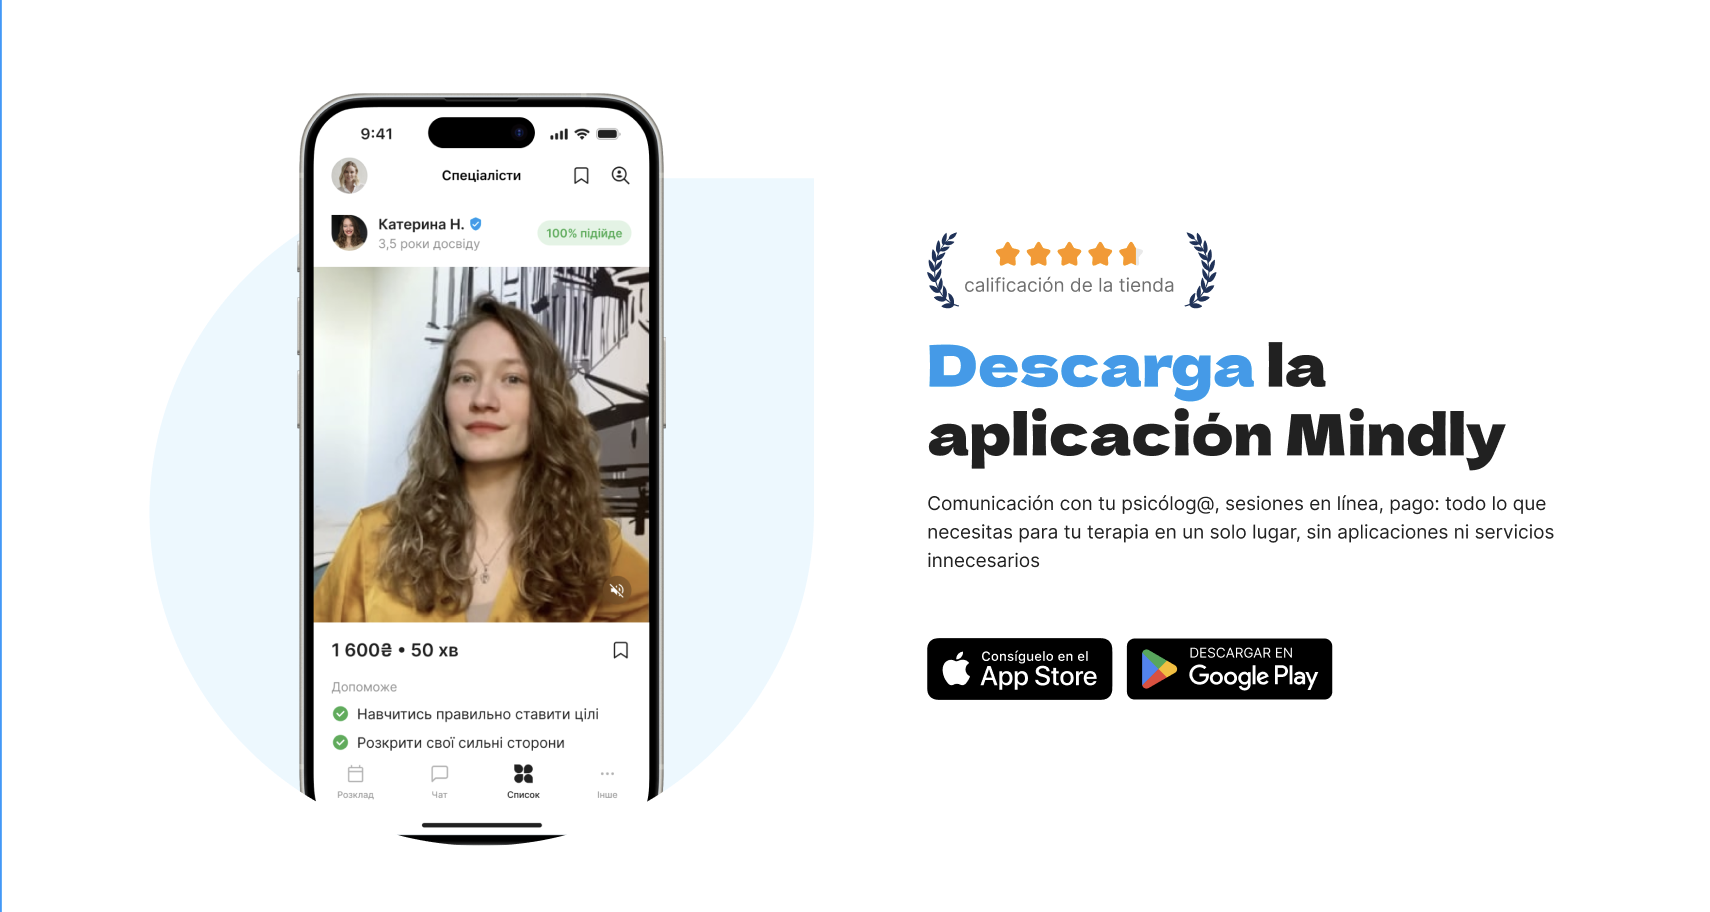 9:41
Спеціалісти
Катерина Н.
3,5 роки досвіду
100% підійде
1 600₴ • 50 хв
Допоможе
Навчитись правильно ставити цілі
Розкрити свої сильні сторони
Розклад
Чат
Список
Інше
calificación de la tienda
Descarga la
aplicación Mindly
Comunicación con tu psicólog@, sesiones en línea, pago: todo lo que
necesitas para tu terapia en un solo lugar, sin aplicaciones ni servicios
innecesarios
Consíguelo en el
App Store
DESCARGAR EN
Google Play